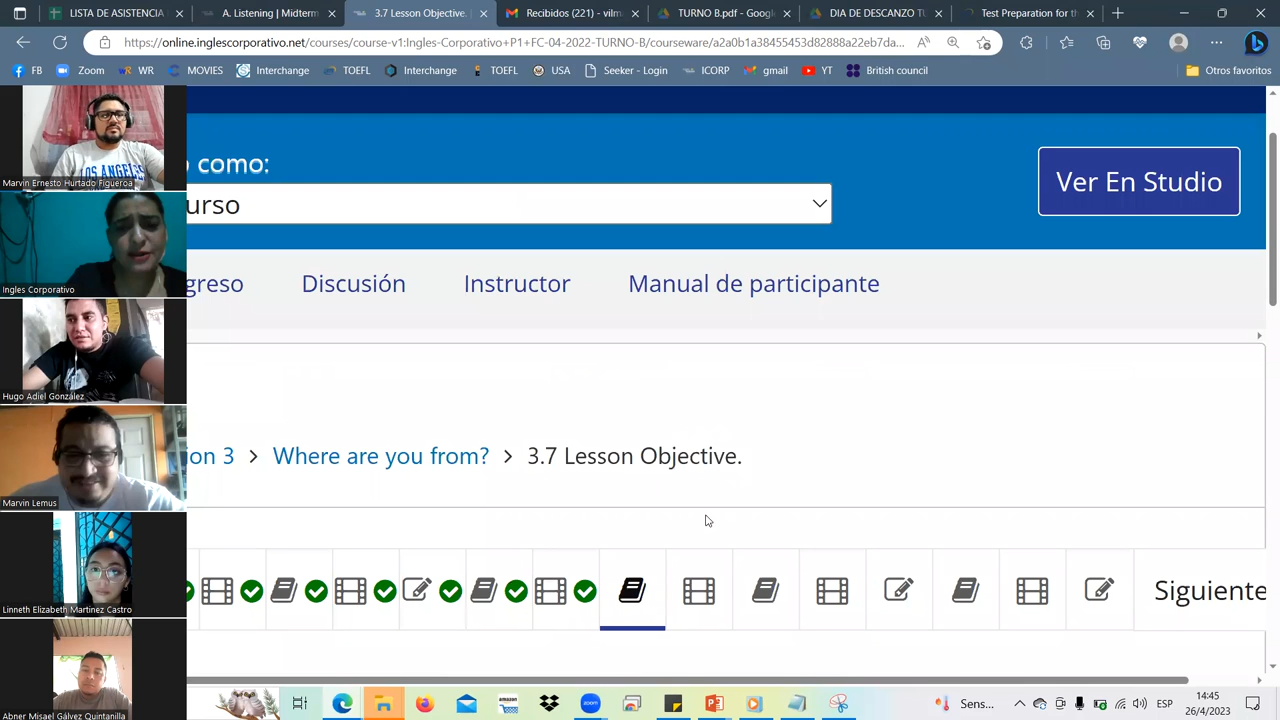 LISTA DE ASISTENCIA
A. Listening | Midterm
3.7 Lesson Objective.
Recibidos (221) - vilm
TURNO B.pdf - Goog
DIA DE DESCANZO TU
Test Preparation for th
https://online.inglescorporativo.net/courses/course-v1:Ingles-Corporativo+P1+FC-04-2022-TURNO-B/courseware/a2a0b1a38455453d82888a22eb7da...
FB
Zoom
WR
MOVIES
Interchange
TOEFL
Interchange
TOEFL
USA
Seeker - Login
ICORP
gmail
YT
British council
Otros favoritos
LOS ANGELES
Marvin Ernesto Hurtado Figueroa
o como:
urso
Ver En Studio
Ingles Corporativo
greso
Discusión
Instructor
Manual de participante
Hugo Adiel González
on 3 > Where are you from? > 3.7 Lesson Objective.
Marvin Lemus
Siguiente
Linneth Elizabeth Martinez Castro
Abner Misael Gálvez Quintanilla
amazon
Sens...
ESP
14:45
26/4/2023